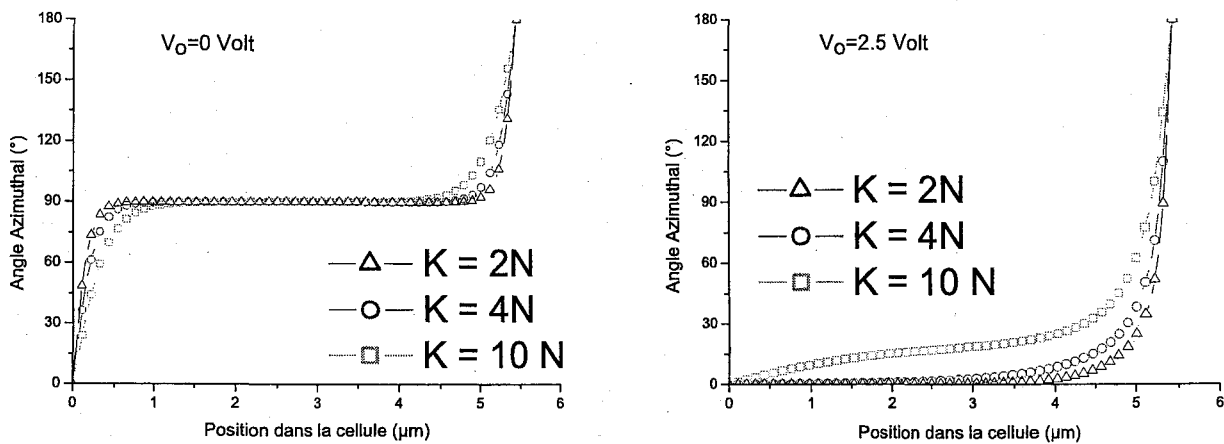 180
150
120
90
60
30
0
Angle Azimuthal (°)
V₀=0 Volt
K = 2N
K = 4N
K = 10 N
0 1 2 3 4 5 6
Position dans la cellule (µm)
180
150
120
90
60
30
0
Angle Azimuthal (°)
V₀=2.5 Volt
K = 2N
K = 4N
K = 10 N
0 1 2 3 4 5 6
Position dans la cellule (µm)